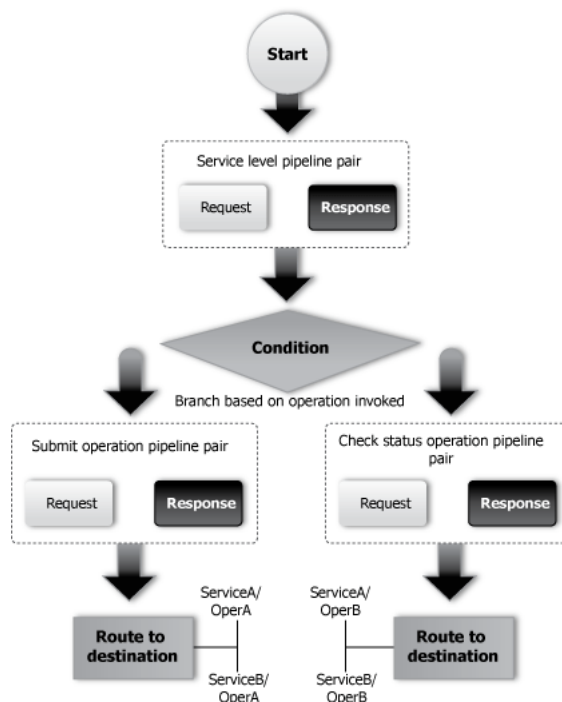 Start
Service level pipeline pair
Request
Response
Condition
Branch based on operation invoked
Submit operation pipeline pair
Request
Response
Check status operation pipeline
pair
Request
Response
ServiceA/
OperA
Route to
destination
ServiceB/
OperA
ServiceA/
OperB
Route to
destination
ServiceB/
OperB